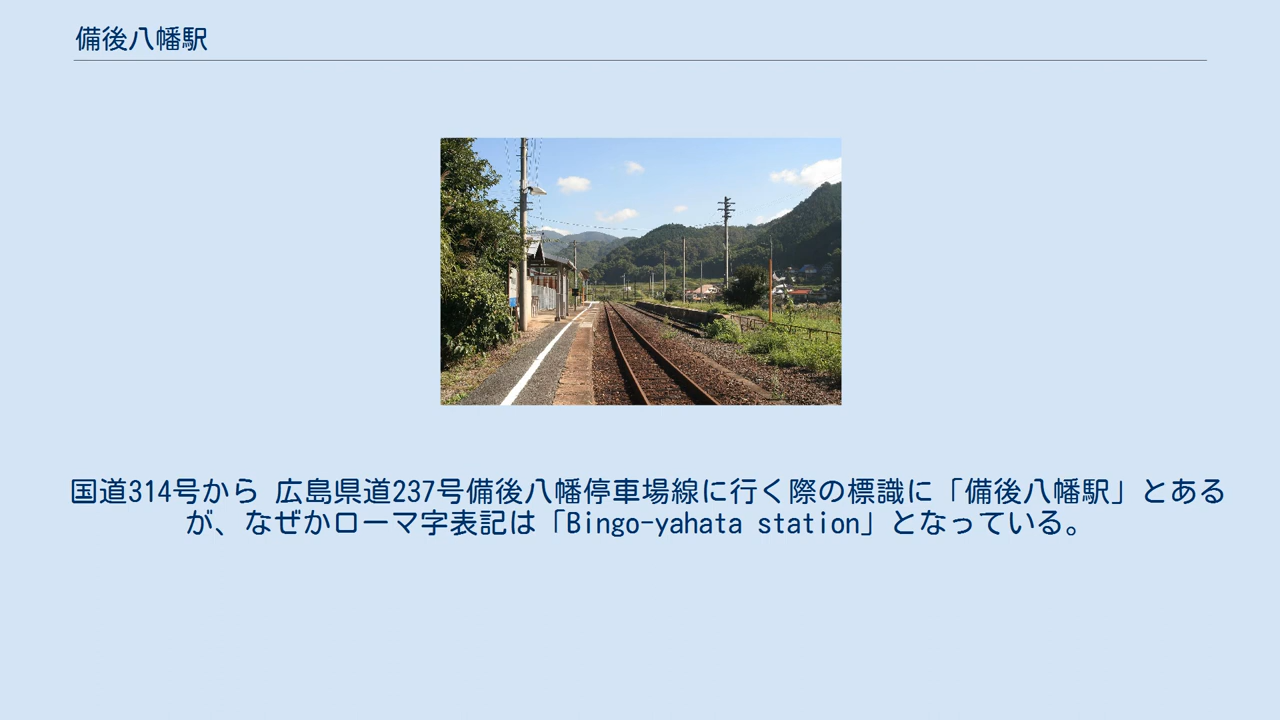 備後八幡駅
国道314号から 広島県道237号備後八幡停車場線に行く際の標識に「備後八幡駅」とある
が、なぜかローマ字表記は「Bingo-yahata station」となっている。